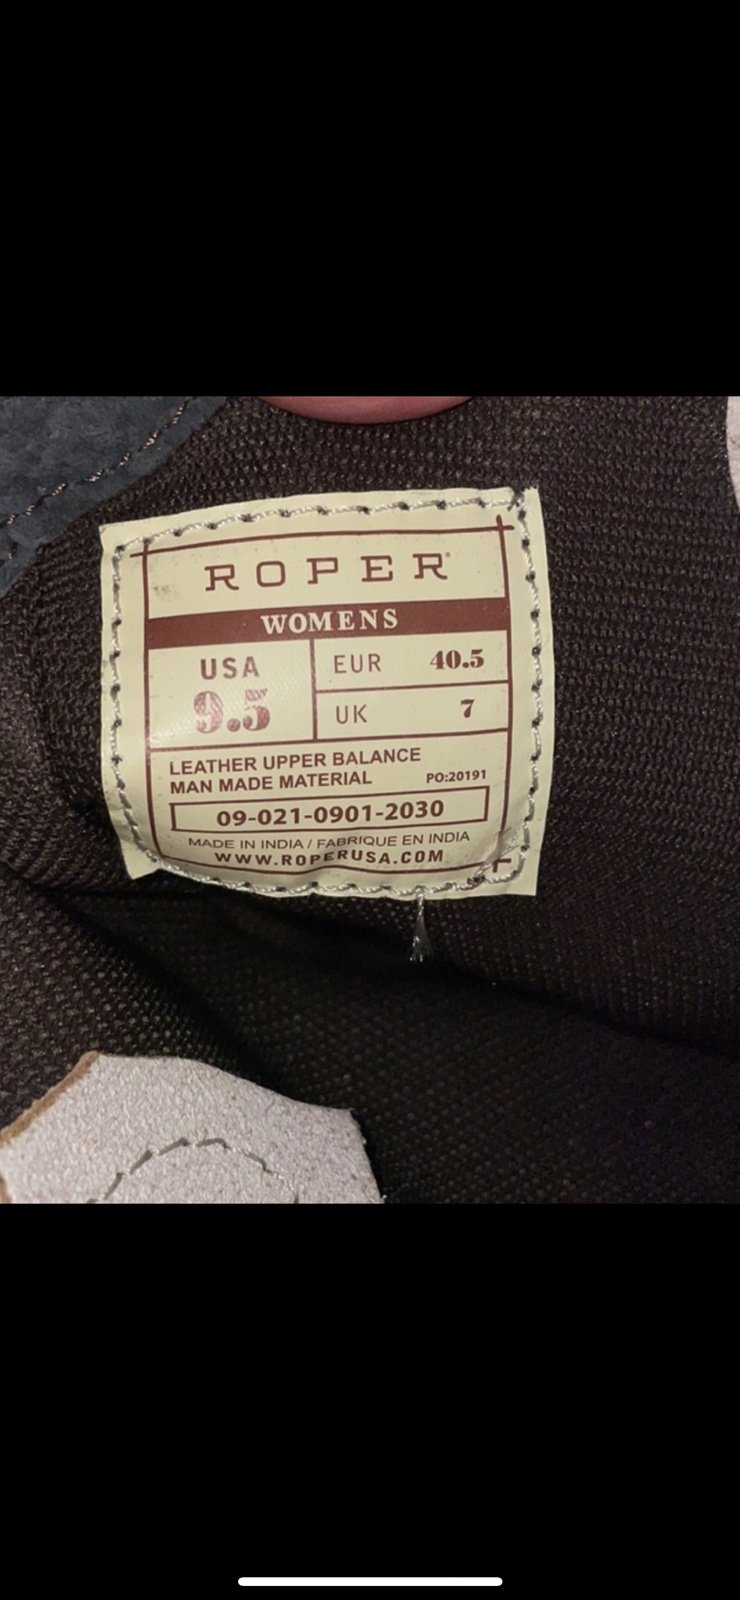 ROPER
WOMENS
USA
9.5
EUR 40.5
UK 7
LEATHER UPPER BALANCE
MAN MADE MATERIAL PO:20191
09-021-0901-2030
MADE IN INDIA / FABRIQUE EN INDIA
WWW.ROPERUSA.COM